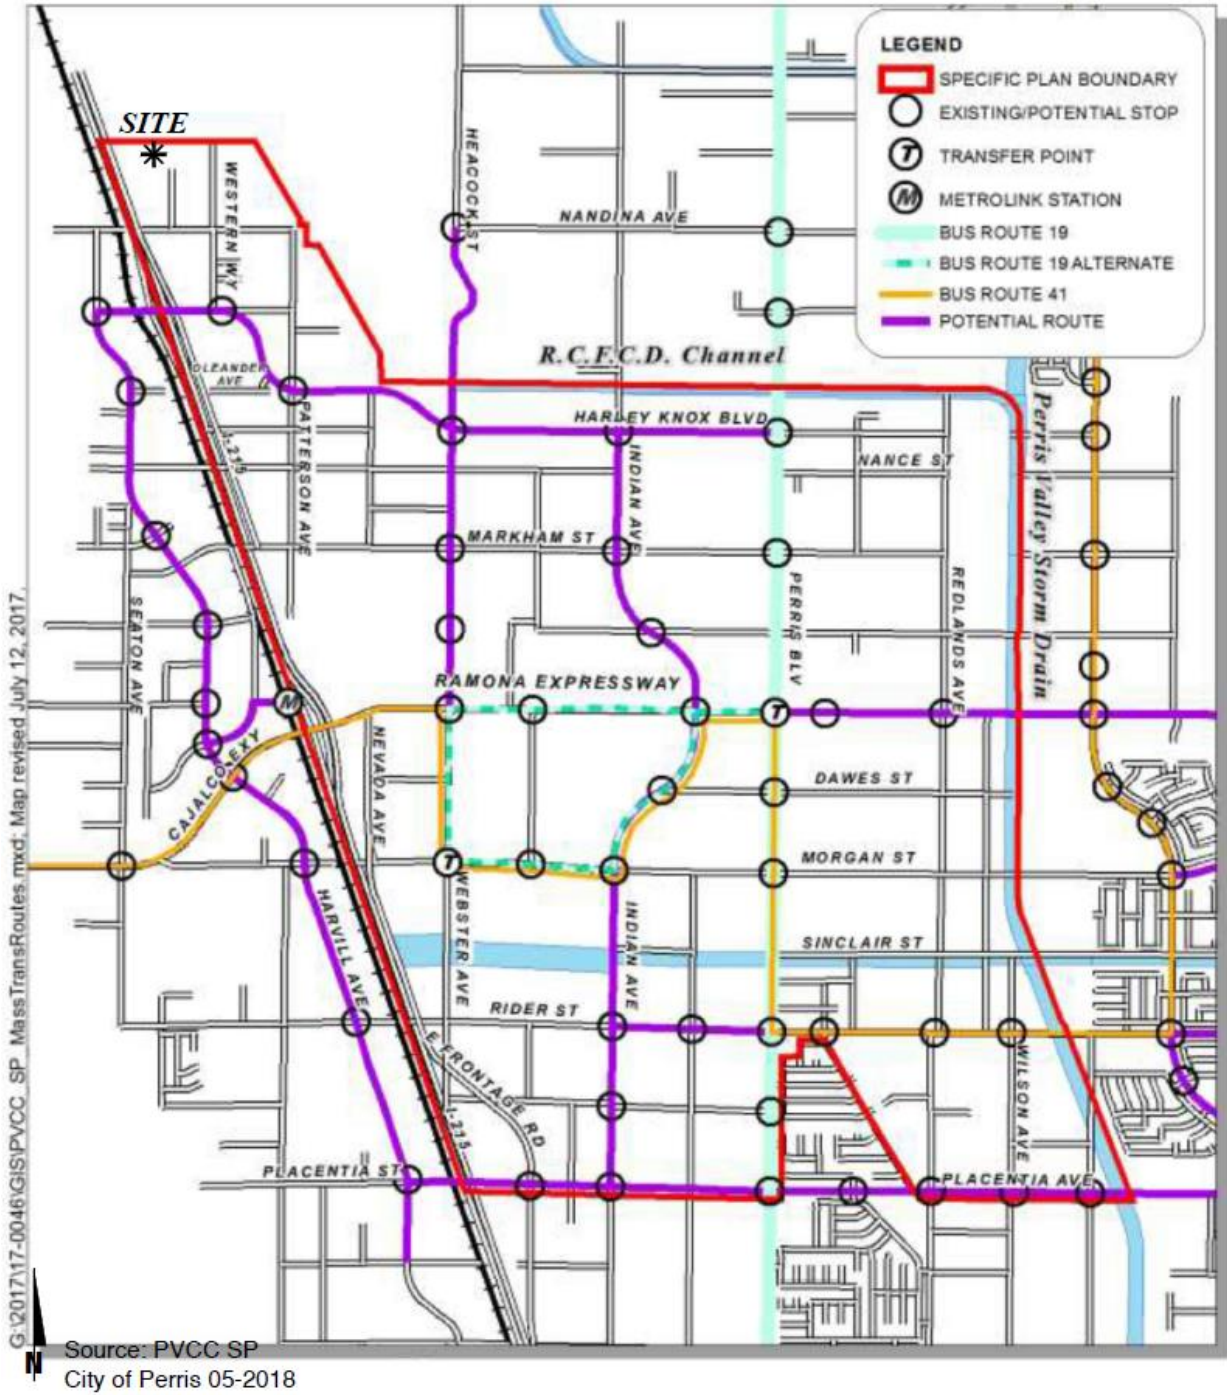 LEGEND
SPECIFIC PLAN BOUNDARY
EXISTING/POTENTIAL STOP
T TRANSFER POINT
M METROLINK STATION
BUS ROUTE 19
BUS ROUTE 19 ALTERNATE
BUS ROUTE 41
POTENTIAL ROUTE
SITE
HEACOCK ST
WESTERN WY
NANDINA AVE
R.C.F.C.D. Channel
OLEANDER
AVE
HARLEY KNOX BLVD
PATTERSON AVE
I-215
INDIAN AVE
NANCE ST
Perris Valley Storm Drain
MARKHAM ST
PERRIS BLV
REDLANDS AVE
SEATON AVE
RAMONA EXPRESSWAY
M
T
NEVADA AVE
CAJALCO EXY
DAWES ST
MORGAN ST
T
WEBSTER AVE
HARVILL AVE
INDIAN AVE
SINCLAIR ST
RIDER ST
E FRONTAGE RD
WILSON AVE
I-215
PLACENTIA ST
PLACENTIA AVE
G:\2017\17-0046\GIS\PVCC_SP_MassTransRoutes.mxd; Map revised July 12, 2017.
N
Source: PVCC SP
City of Perris 05-2018